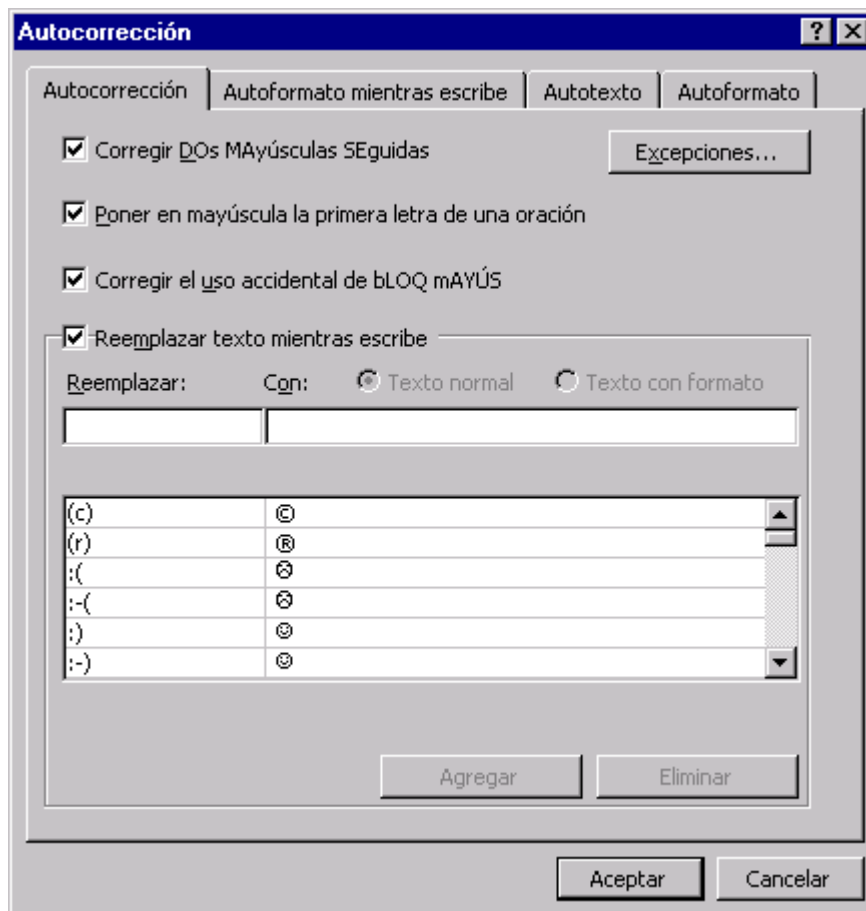 Autocorrección
Autocorrección Autoformato mientras escribe Autotexto Autoformato
Corregir DOs MAyúsculas SEguidas Excepciones...
Poner en mayúscula la primera letra de una oración
Corregir el uso accidental de bLOQ mAYÚS
Reemplazar texto mientras escribe
Reemplazar: Con: Texto normal Texto con formato
(c) ©
(r) ®
:( ☹
:-( ☹
:) ☺
:-) ☺
Agregar Eliminar
Aceptar Cancelar